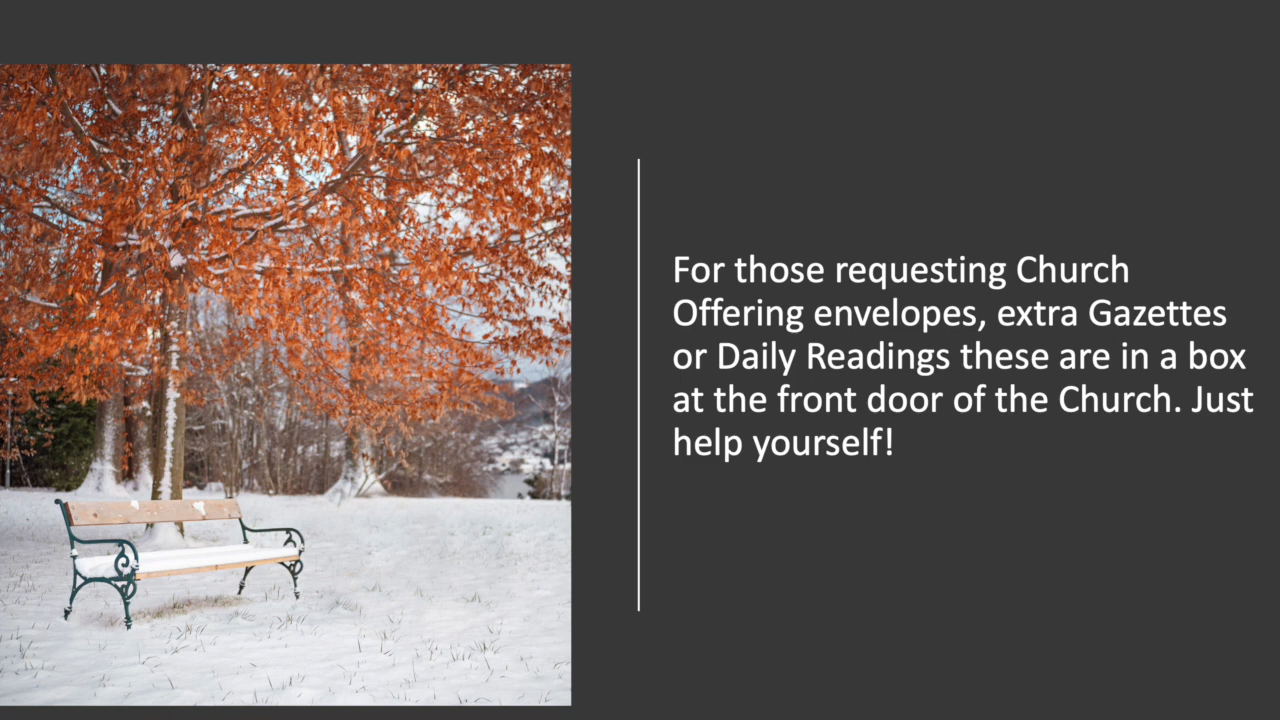 For those requesting Church
Offering envelopes, extra Gazettes
or Daily Readings these are in a box
at the front door of the Church. Just
help yourself!